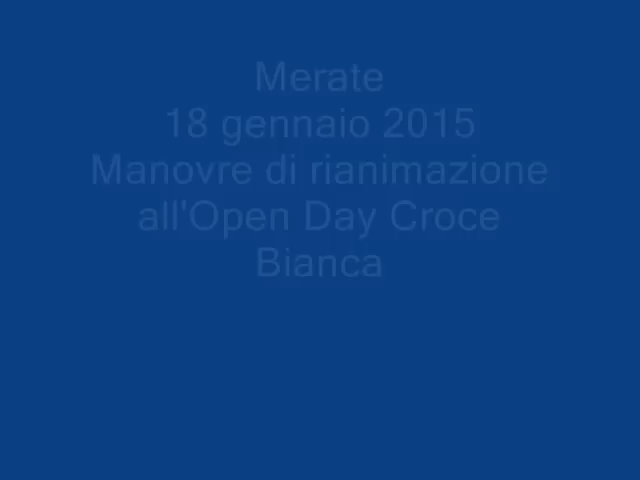 Merate
18 gennaio 2015
Manovre di rianimazione
all'Open Day Croce
Bianca